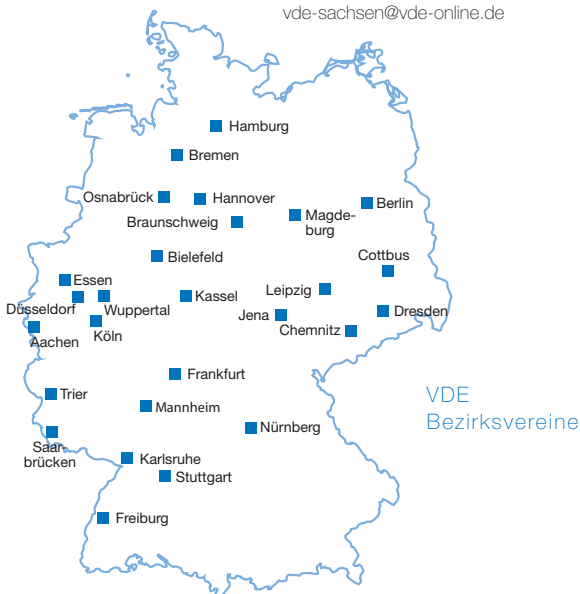 vde-sachsen@vde-online.de
Hamburg
Bremen
Osnabrück
Hannover
Berlin
Braunschweig
Magde-
burg
Bielefeld
Cottbus
Essen
Leipzig
Kassel
Düsseldorf
Wuppertal
Jena
Dresden
Chemnitz
Köln
Aachen
Frankfurt
Trier
Mannheim
VDE
Bezirksvereine
Nürnberg
Saar-
brücken
Karlsruhe
Stuttgart
Freiburg